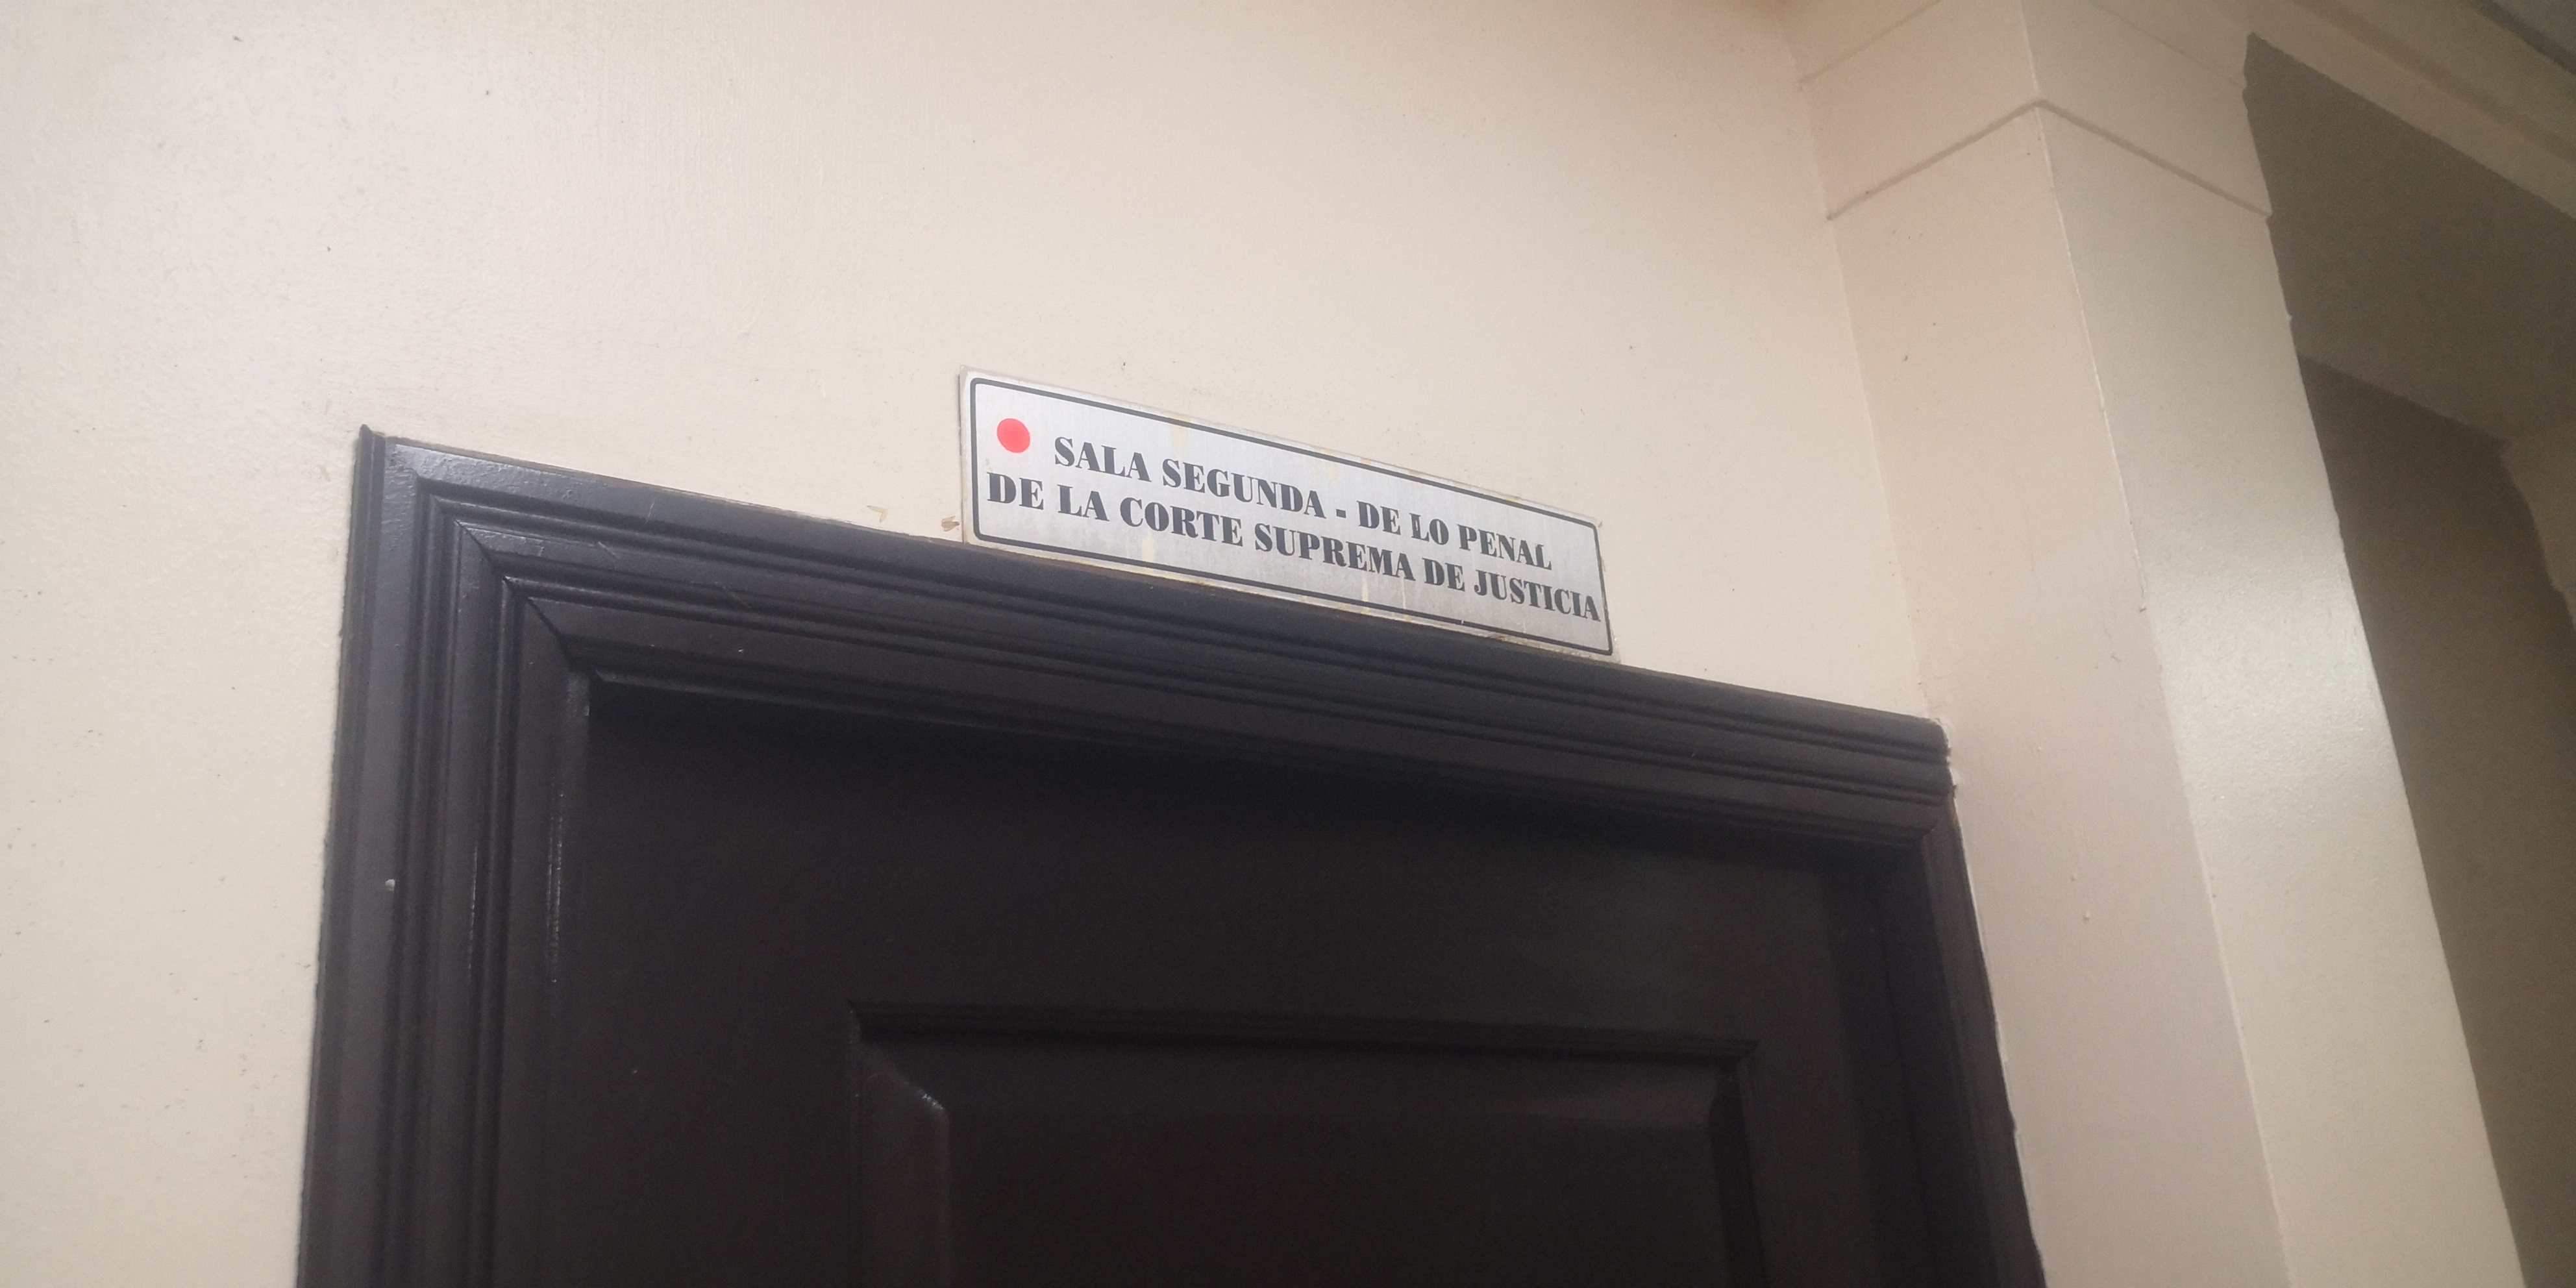 SALA SEGUNDA - DE LO PENAL
DE LA CORTE SUPREMA DE JUSTICIA